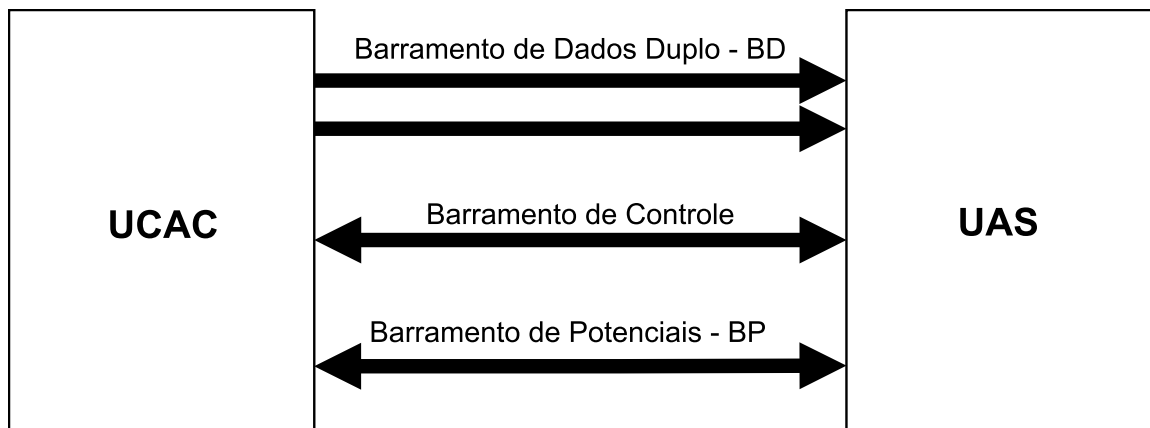 Barramento de Dados Duplo - BD
UCAC
Barramento de Controle
UAS
Barramento de Potenciais - BP